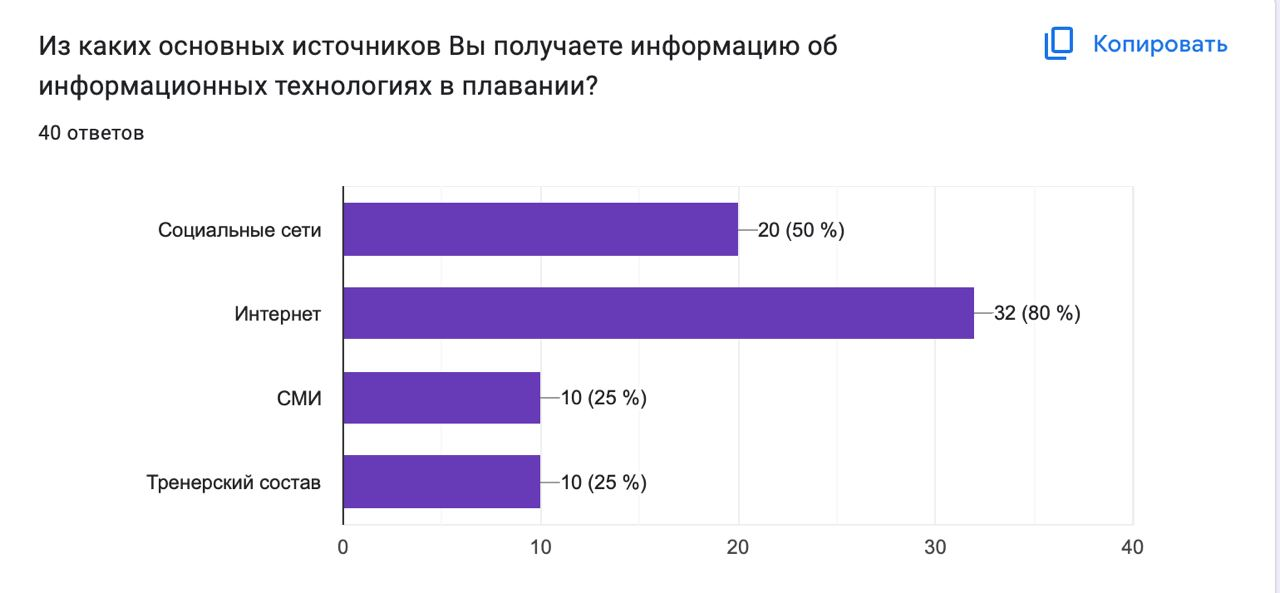 Из каких основных источников Вы получаете информацию об
информационных технологиях в плавании?
Копировать
40 ответов
Социальные сети
20 (50 %)
Интернет
32 (80 %)
СМИ
10 (25 %)
Тренерский состав
10 (25 %)
0 10 20 30 40